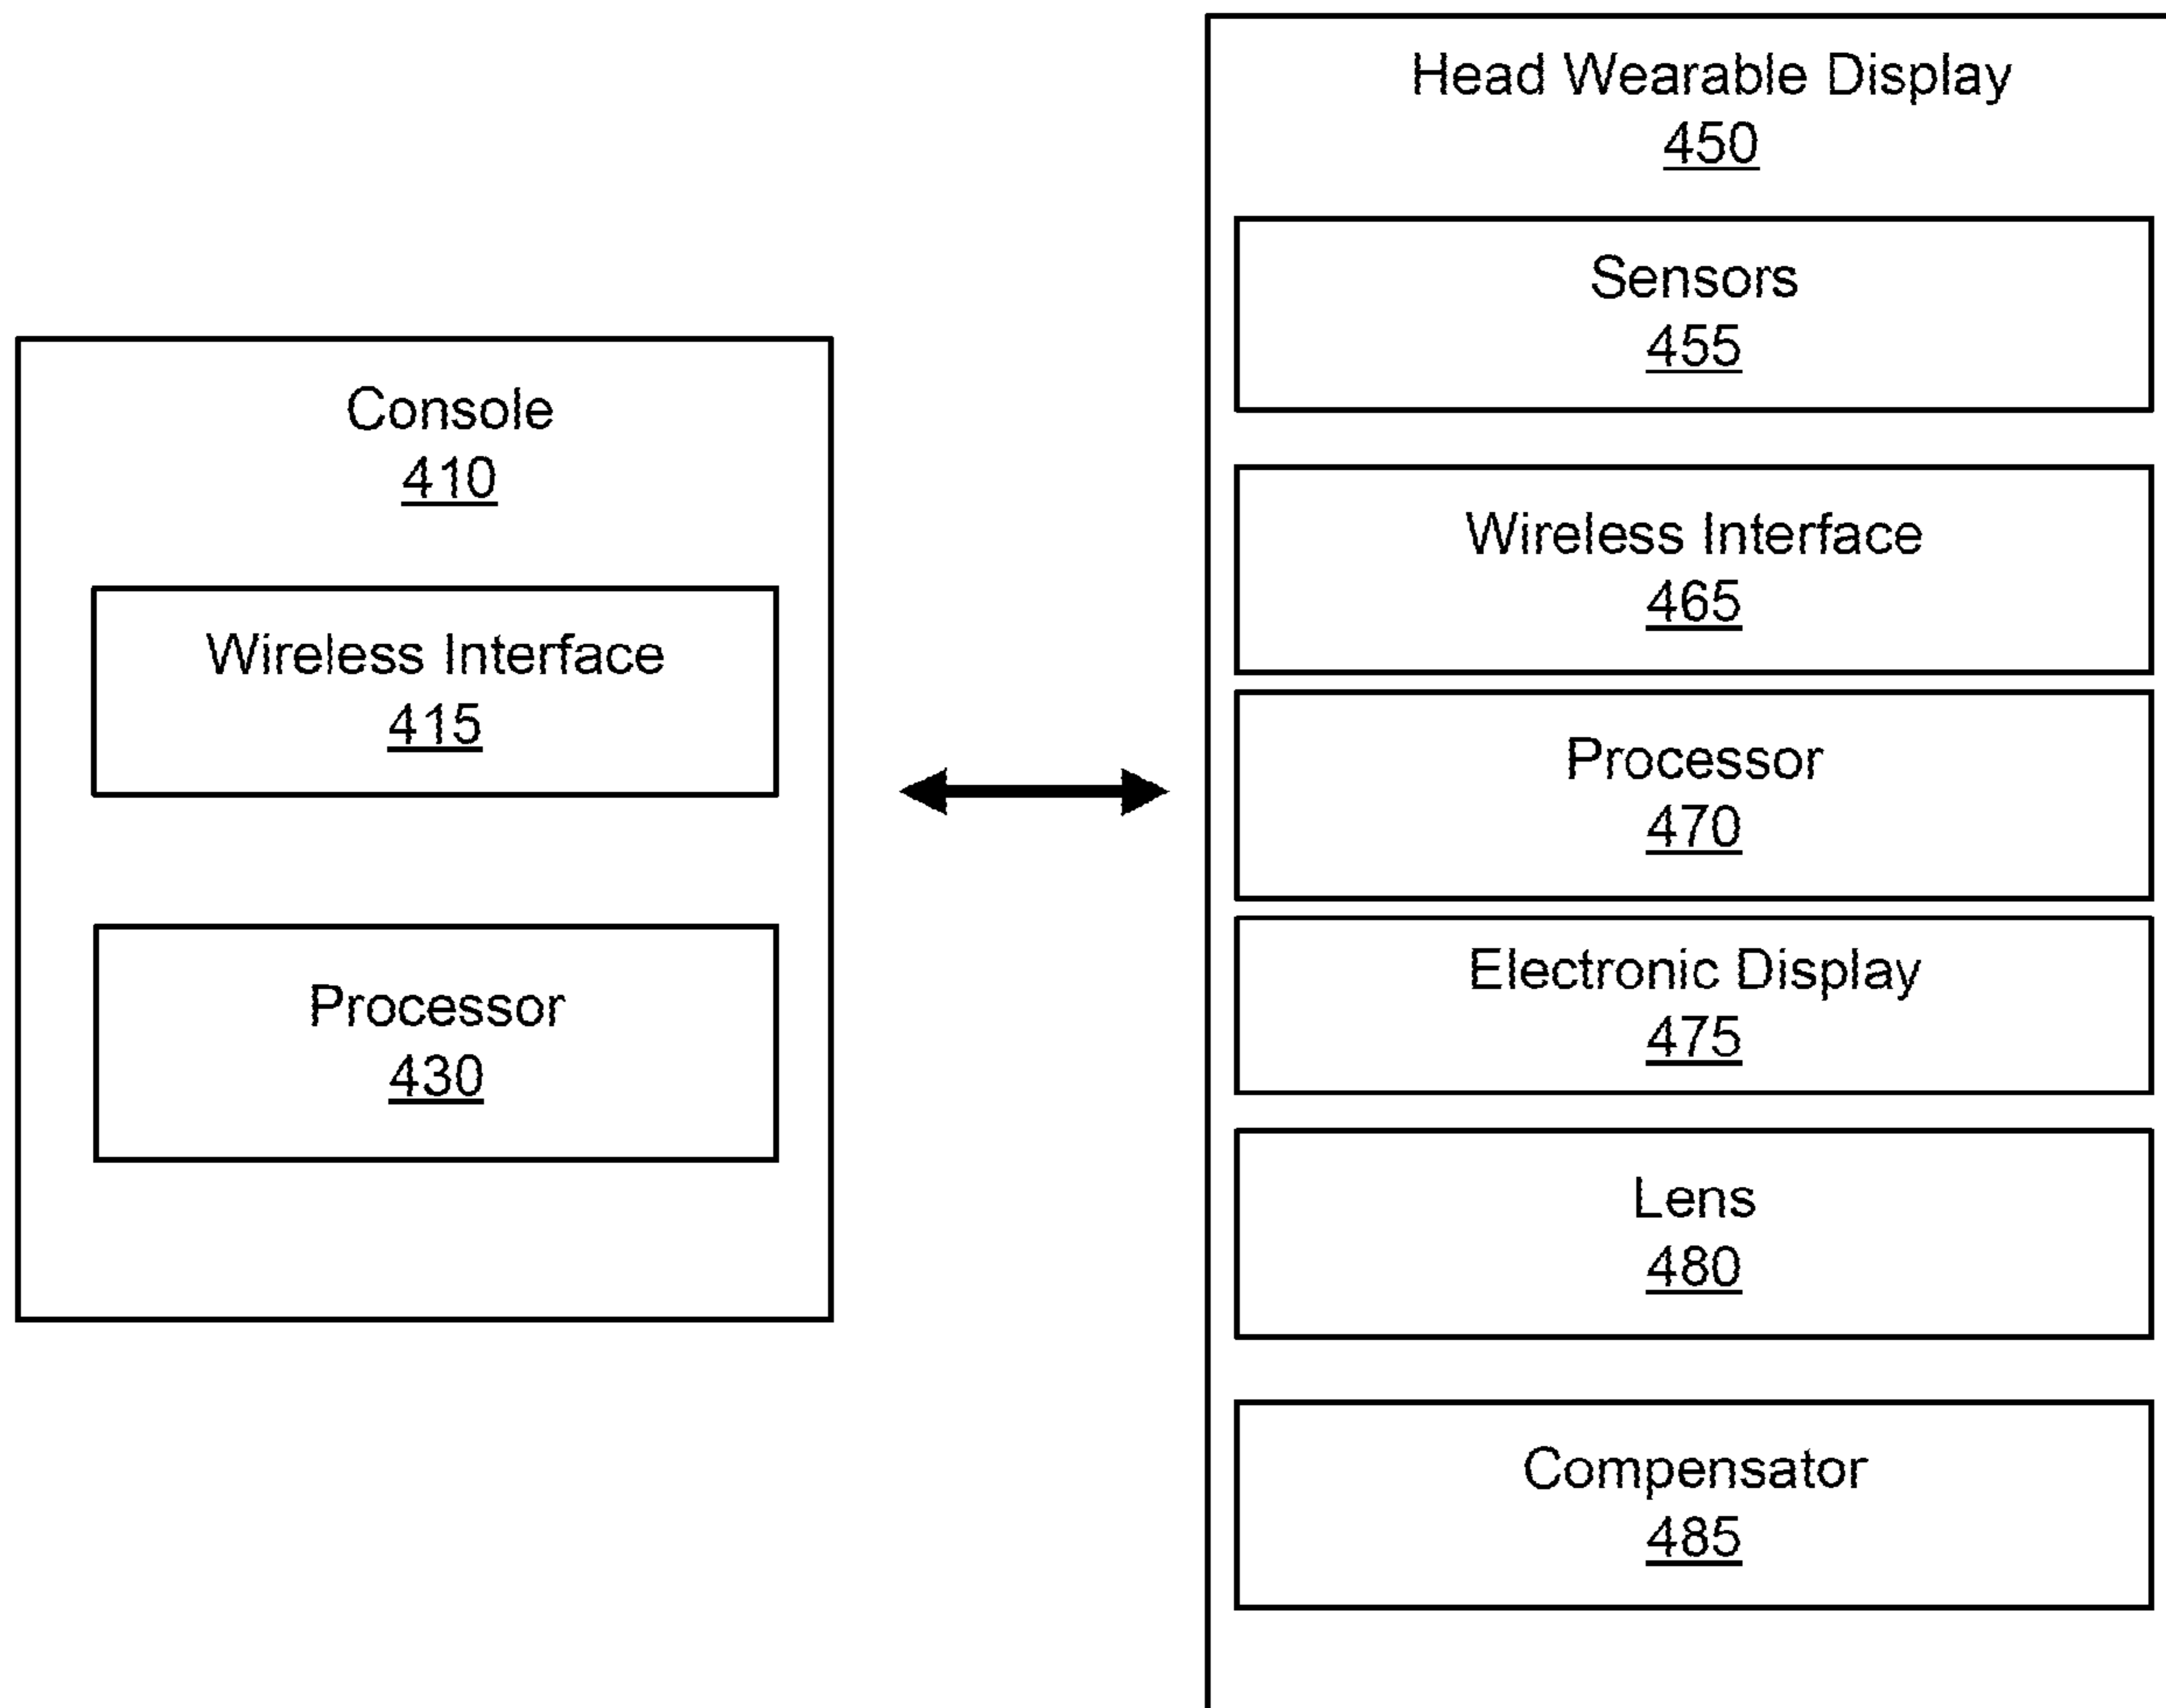 Console
410
Wireless Interface
415
Processor
430
Head Wearable Display
450
Sensors
455
Wireless Interface
465
Processor
470
Electronic Display
475
Lens
480
Compensator
485